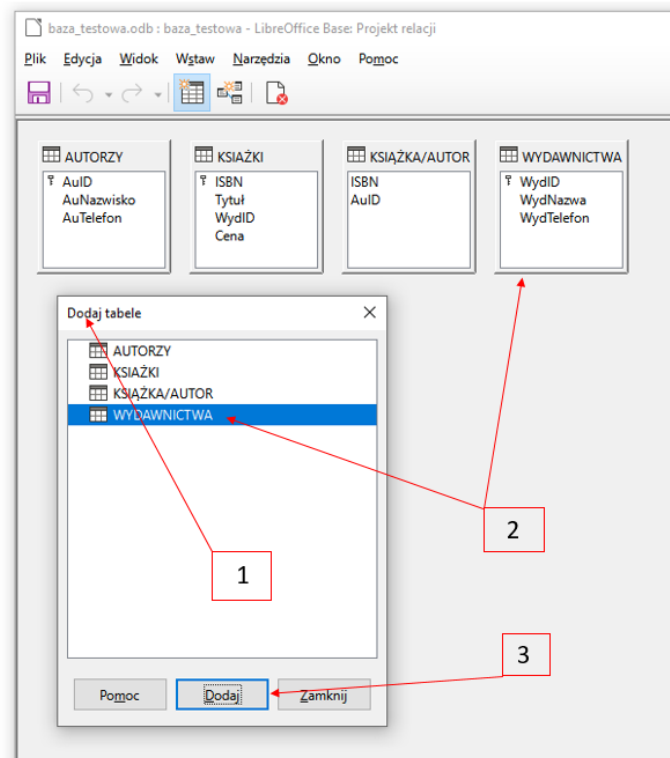 baza_testowa.odb : baza_testowa - LibreOffice Base: Projekt relacji
Plik Edycja Widok Wstaw Narzędzia Okno Pomoc
AUTORZY
AuID
AuNazwisko
AuTelefon
KSIAŻKI
ISBN
Tytuł
WydID
Cena
KSIĄŻKA/AUTOR
ISBN
AuID
WYDAWNICTWA
WydID
WydNazwa
WydTelefon
Dodaj tabele
AUTORZY
KSIAŻKI
KSIĄŻKA/AUTOR
WYDAWNICTWA
2
1
3
Pomoc Dodaj Zamknij